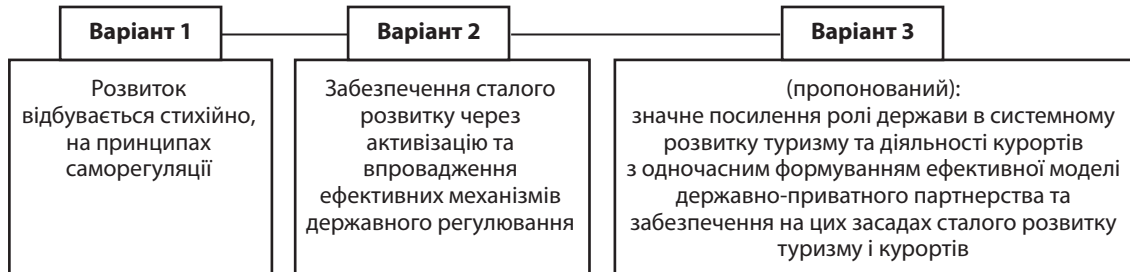 Варіант 1
Варіант 2
Варіант 3
Розвиток
відбувається стихійно,
на принципах
саморегуляції
Забезпечення сталого
розвитку через
активізацію та
впровадження
ефективних механізмів
державного регулювання
(пропонований):
значне посилення ролі держави в системному
розвитку туризму та діяльності курортів
з одночасним формуванням ефективної моделі
державно-приватного партнерства та
забезпечення на цих засадах сталого розвитку
туризму і курортів